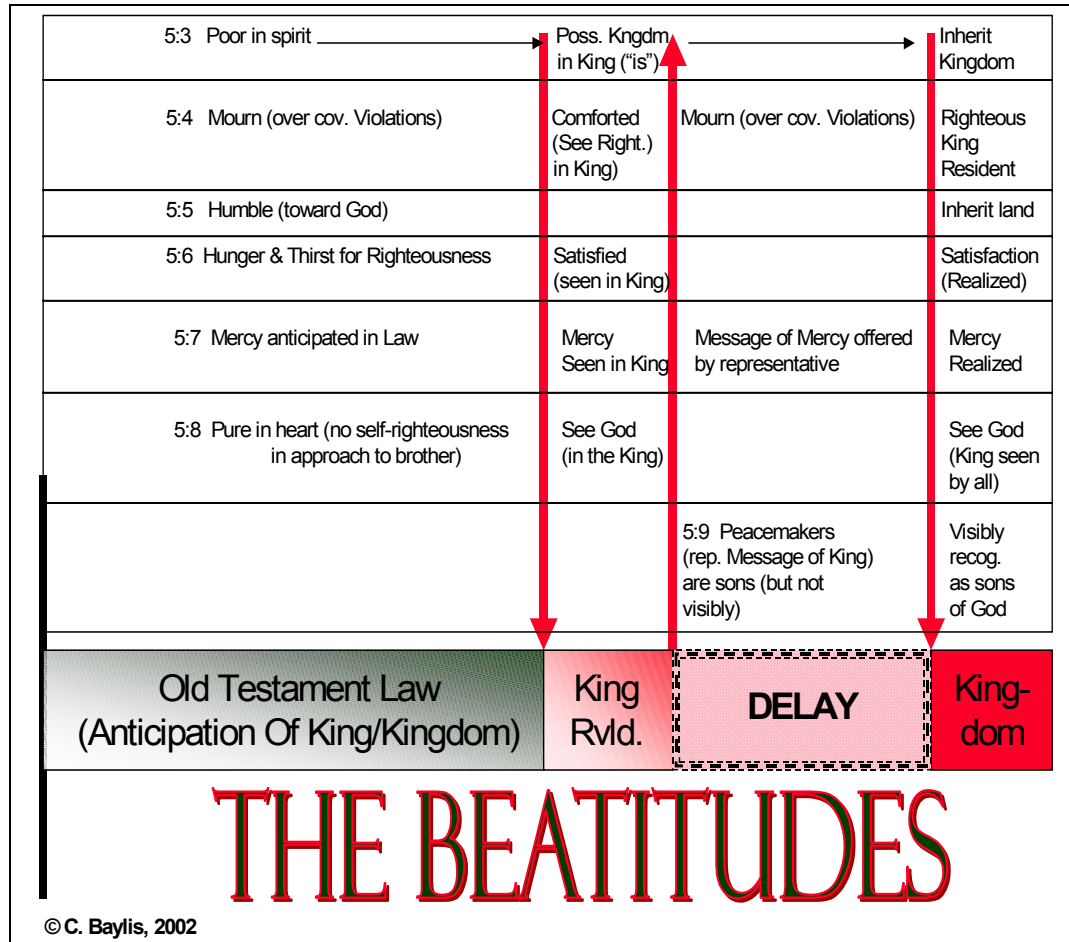 5:3 Poor in spirit
Poss. Kngdm
in King ("is")
Inherit
Kingdom
5:4 Mourn (over cov. Violations)
Comforted
(See Right.)
in King)
Mourn (over cov. Violations)
Righteous
King
Resident
5:5 Humble (toward God)
Inherit land
5:6 Hunger & Thirst for Righteousness
Satisfied
(seen in King)
Satisfaction
(Realized)
5:7 Mercy anticipated in Law
Mercy
Seen in King
Message of Mercy offered
by representative
Mercy
Realized
5:8 Pure in heart (no self-righteousness
in approach to brother)
See God
(in the King)
See God
(King seen
by all)
5:9 Peacemakers
(rep. Message of King)
are sons (but not
visibly)
Visibly
recog.
as sons
of God
Old Testament Law
(Anticipation Of King/Kingdom)
King
Rvld.
DELAY
King-
dom
THE BEATITUDES
© C. Baylis, 2002